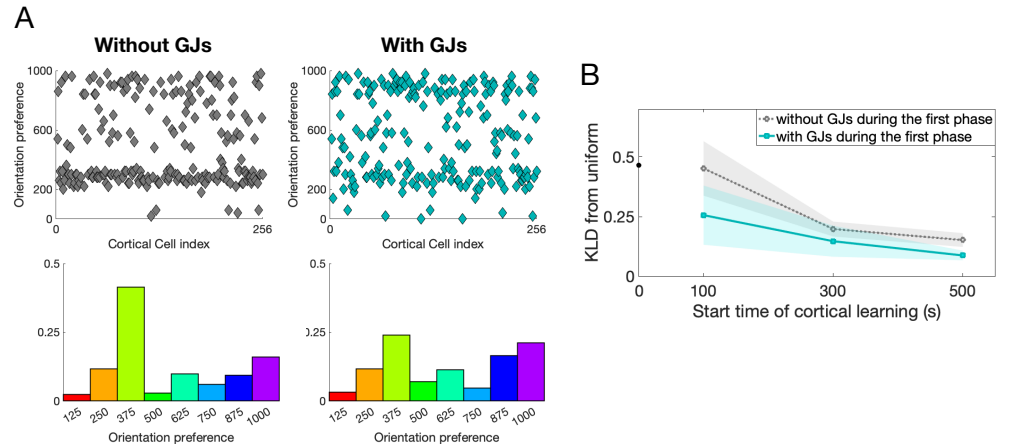 A
Without GJs
With GJs
Orientation preference
1000
600
200
0
0
256
Cortical Cell index
Orientation preference
1000
600
200
0
0
256
Cortical Cell index
0.5
0.25
0
125
250
375
500
625
750
875
1000
Orientation preference
0.5
0.25
0
125
250
375
500
625
750
875
1000
Orientation preference
B
without GJs during the first phase
with GJs during the first phase
KLD from uniform
0.5
0.25
0
0
100
300
500
Start time of cortical learning (s)